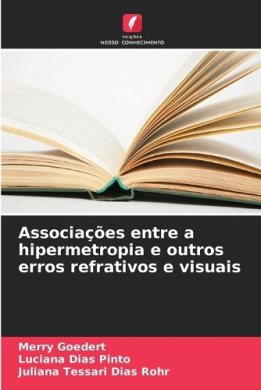 edições
NOSSO CONHECIMENTO
Associações entre a
hipermetropia e outros
erros refrativos e visuais
Merry Goedert
Luciana Dias Pinto
Juliana Tessari Dias Rohr